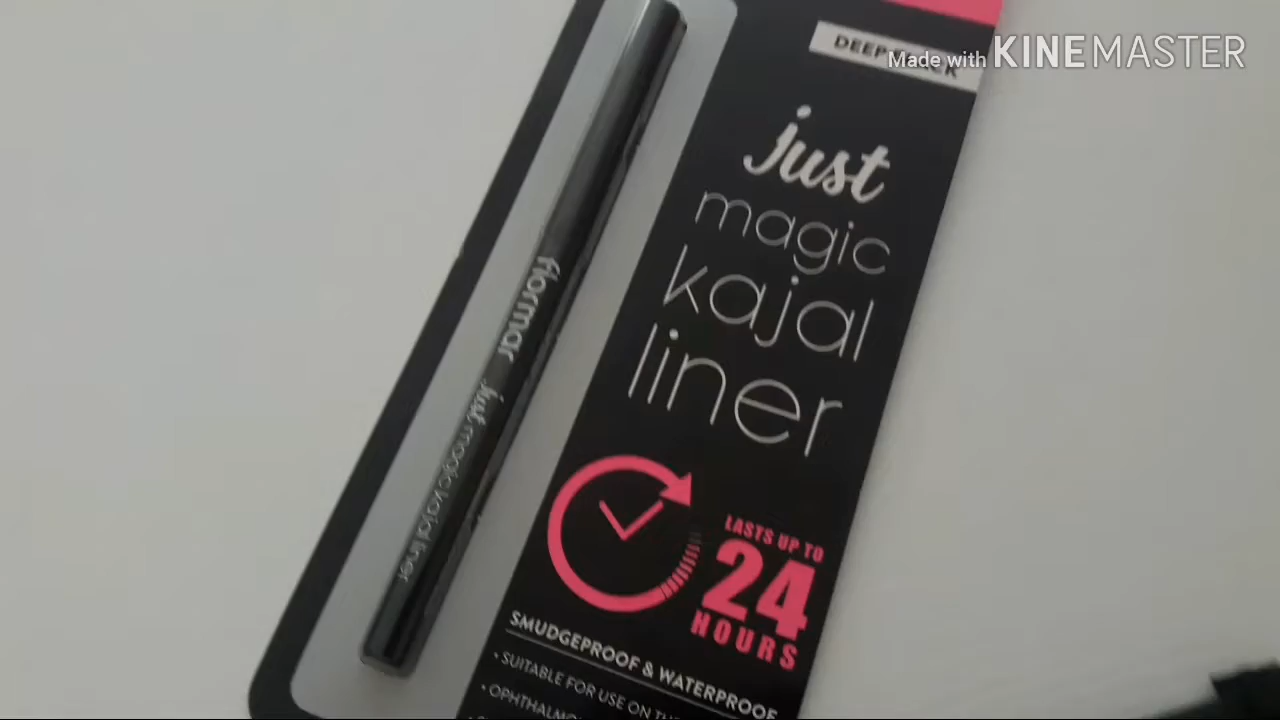 DEEP
Made with KINEMASTER
just
magic
kajal
liner
flormar
just magic kajal liner
LASTS UP TO
24
HOURS
SMUDGEPROOF & WATERPROOF
• SUITABLE FOR USE ON